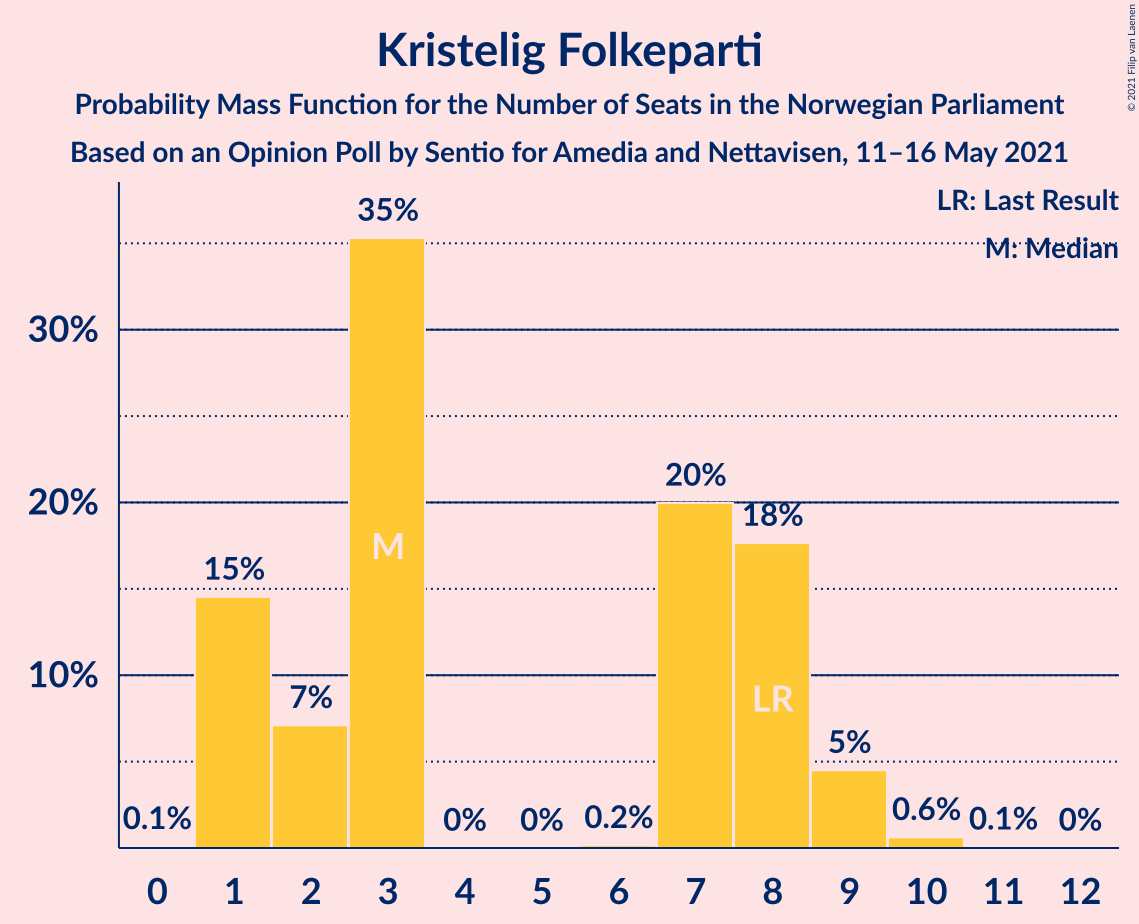 Kristelig Folkeparti
Probability Mass Function for the Number of Seats in the Norwegian Parliament
Based on an Opinion Poll by Sentio for Amedia and Nettavisen, 11–16 May 2021
© 2021 Filip van Laenen
LR: Last Result
M: Median
35%
30%
20%
20%
18%
15%
M
10%
7%
LR
5%
0.1%
0%
0%
0.2%
0.6%
0.1%
0%
0 1 2 3 4 5 6 7 8 9 10 11 12